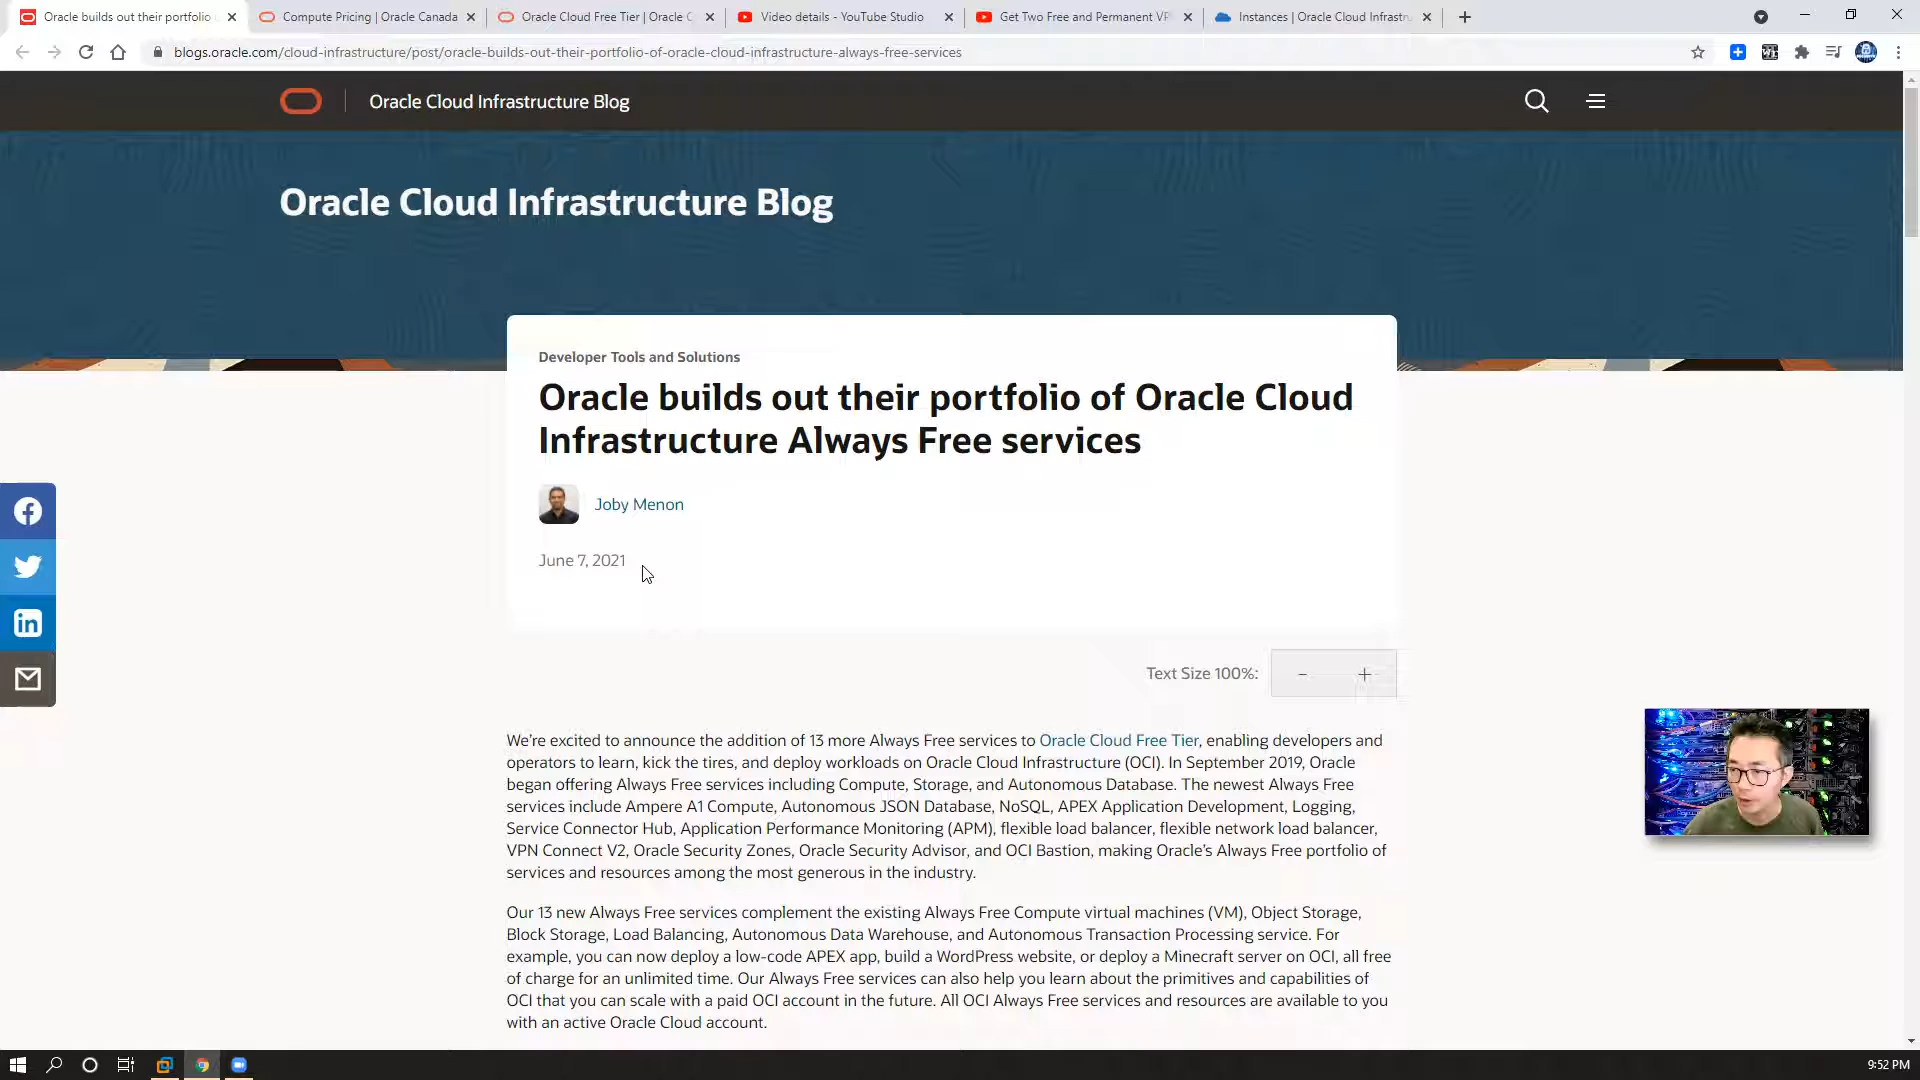 Oracle builds out their portfolio
Compute Pricing | Oracle Canada
Oracle Cloud Free Tier | Oracle C
Video details - YouTube Studio
Get Two Free and Permanent VP
Instances | Oracle Cloud Infrastr
blogs.oracle.com/cloud-infrastructure/post/oracle-builds-out-their-portfolio-of-oracle-cloud-infrastructure-always-free-services
Oracle Cloud Infrastructure Blog
Oracle Cloud Infrastructure Blog
Developer Tools and Solutions
Oracle builds out their portfolio of Oracle Cloud
Infrastructure Always Free services
Joby Menon
June 7, 2021
Text Size 100%: - +
We're excited to announce the addition of 13 more Always Free services to Oracle Cloud Free Tier, enabling developers and
operators to learn, kick the tires, and deploy workloads on Oracle Cloud Infrastructure (OCI). In September 2019, Oracle
began offering Always Free services including Compute, Storage, and Autonomous Database. The newest Always Free
services include Ampere A1 Compute, Autonomous JSON Database, NoSQL, APEX Application Development, Logging,
Service Connector Hub, Application Performance Monitoring (APM), flexible load balancer, flexible network load balancer,
VPN Connect V2, Oracle Security Zones, Oracle Security Advisor, and OCI Bastion, making Oracle's Always Free portfolio of
services and resources among the most generous in the industry.
Our 13 new Always Free services complement the existing Always Free Compute virtual machines (VM), Object Storage,
Block Storage, Load Balancing, Autonomous Data Warehouse, and Autonomous Transaction Processing service. For
example, you can now deploy a low-code APEX app, build a WordPress website, or deploy a Minecraft server on OCI, all free
of charge for an unlimited time. Our Always Free services can also help you learn about the primitives and capabilities of
OCI that you can scale with a paid OCI account in the future. All OCI Always Free services and resources are available to you
with an active Oracle Cloud account.
9:52 PM